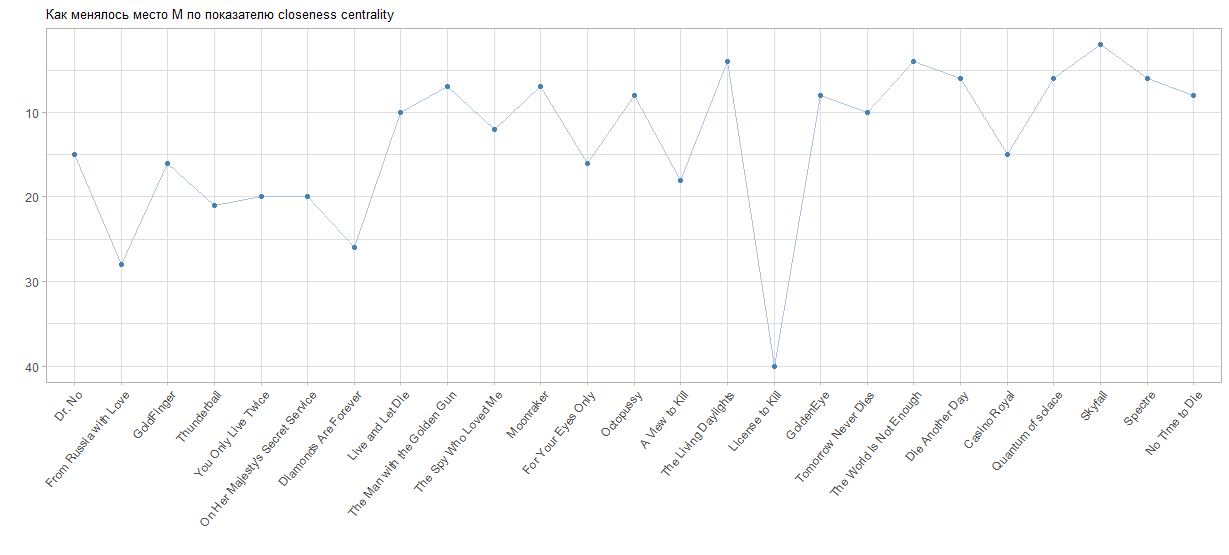 Как менялось место М по показателю closeness centrality
10
20
30
40
Dr. No
From Russia with Love
GoldFinger
Thunderball
You Only Live Twice
On Her Majesty's Secret Service
Diamonds Are Forever
Live and Let Die
The Man with the Golden Gun
The Spy Who Loved Me
Moonraker
For Your Eyes Only
Octopussy
A View to Kill
The Living Daylights
License to Kill
GoldenEye
Tomorrow Never Dies
The World Is Not Enough
Die Another Day
Casino Royal
Quantum of solace
Skyfall
Spectre
No Time to Die